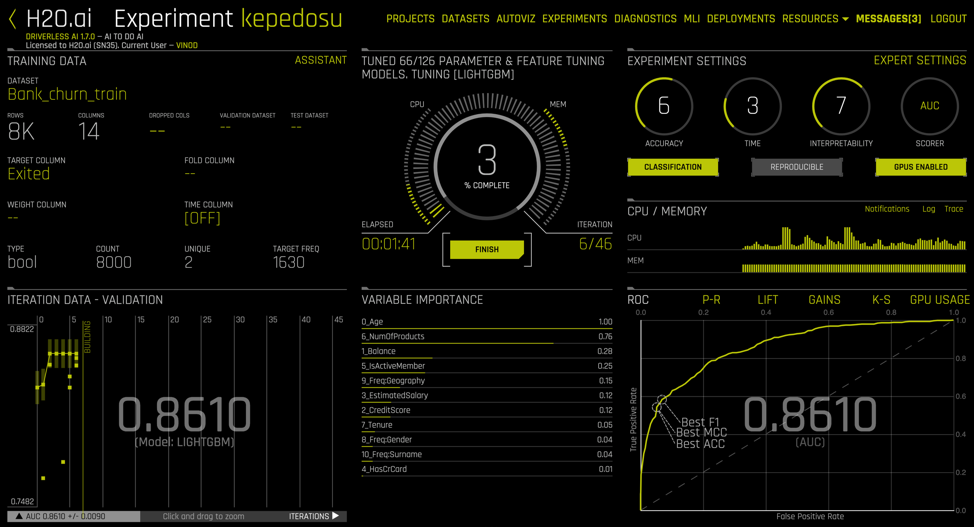 H2O.ai Experiment kepedosu
DRIVERLESS AI 1.7.0 – AI TO DO AI
Licensed to H2O.ai (SN35). Current User – VINOD
PROJECTS DATASETS AUTOVIZ EXPERIMENTS DIAGNOSTICS MLI DEPLOYMENTS RESOURCES MESSAGES[3] LOGOUT
TRAINING DATA ASSISTANT
DATASET
Bank_churn_train
ROWS COLUMNS DROPPED COLS VALIDATION DATASET TEST DATASET
8K 14 -- -- --
TARGET COLUMN FOLD COLUMN
Exited --
WEIGHT COLUMN TIME COLUMN
-- [OFF]
TYPE COUNT UNIQUE TARGET FREQ
bool 8000 2 1630
TUNED 66/126 PARAMETER & FEATURE TUNING
MODELS. TUNING [LIGHTGBM]
CPU MEM
3
% COMPLETE
ELAPSED ITERATION
00:01:41 6/46
FINISH
EXPERIMENT SETTINGS EXPERT SETTINGS
6 3 7 AUC
ACCURACY TIME INTERPRETABILITY SCORER
CLASSIFICATION REPRODUCIBLE GPUS ENABLED
CPU / MEMORY Notifications Log Trace
CPU
MEM
ITERATION DATA - VALIDATION
0 5 10 15 20 25 30 35 40 45
0.8822
BUILDING
0.8610
(Model: LIGHTGBM)
0.7482
AUC 0.8610 +/- 0.0090 Click and drag to zoom ITERATIONS
VARIABLE IMPORTANCE
0_Age 1.00
6_NumOfProducts 0.76
1_Balance 0.28
5_IsActiveMember 0.25
9_Freq:Geography 0.15
3_EstimatedSalary 0.12
2_CreditScore 0.12
7_Tenure 0.05
8_Freq:Gender 0.04
10_Freq:Surname 0.04
4_HasCrCard 0.01
ROC P-R LIFT GAINS K-S GPU USAGE
0.0 0.2 0.4 0.6 0.8 1.0
1.0
0.8
0.6
0.4
0.2
0.0
True Positive Rate
Best F1
Best MCC
Best ACC
0.8610
(AUC)
False Positive Rate